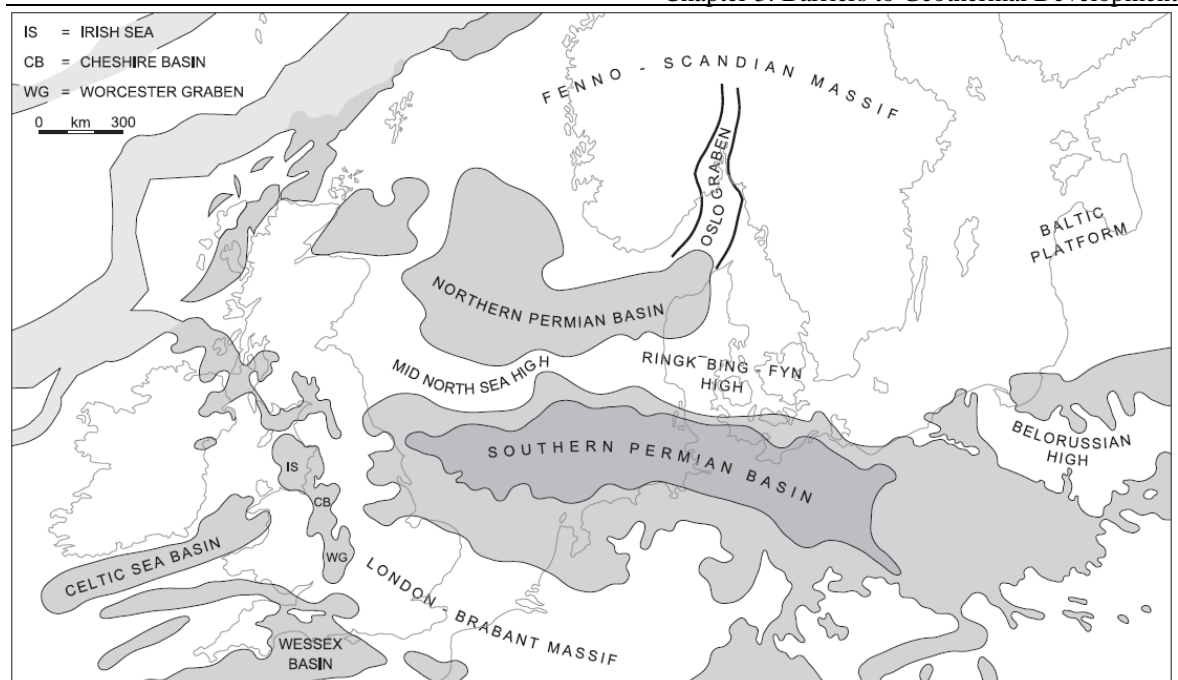 Chapter 3: Barriers to Geothermal Development
IS = IRISH SEA
CB = CHESHIRE BASIN
WG = WORCESTER GRABEN
0 km 300
FENNO - SCANDIAN MASSIF
OSLO GRABEN
BALTIC
PLATFORM
NORTHERN PERMIAN BASIN
MID NORTH SEA HIGH
RINGK BING - FYN
HIGH
BELORUSSIAN
HIGH
SOUTHERN PERMIAN BASIN
IS
CB
WG
CELTIC SEA BASIN
LONDON - BRABANT MASSIF
WESSEX
BASIN